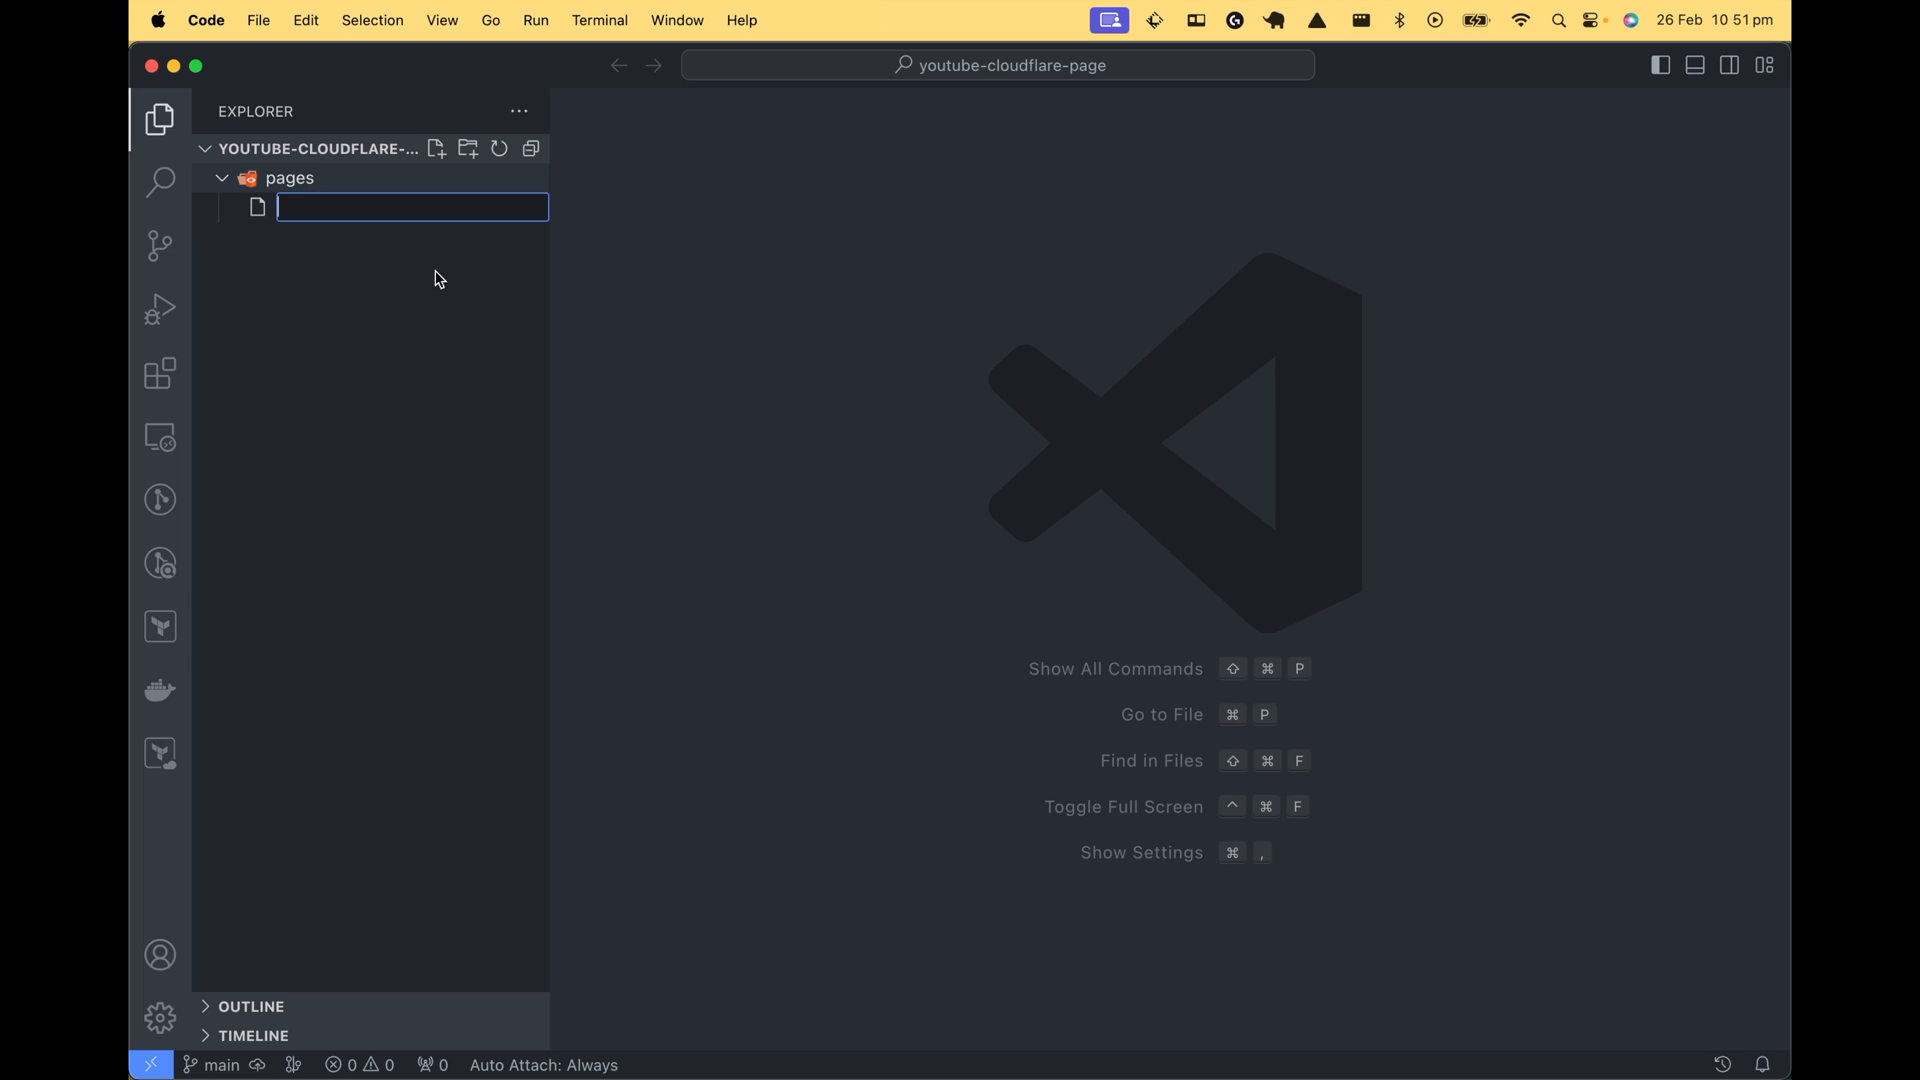 Code File Edit Selection View Go Run Terminal Window Help 26 Feb 10 51 pm
youtube-cloudflare-page
EXPLORER
YOUTUBE-CLOUDFLARE-...
pages
Show All Commands ⇧ ⌘ P
Go to File ⌘ P
Find in Files ⇧ ⌘ F
Toggle Full Screen ^ ⌘ F
Show Settings ⌘ ,
OUTLINE
TIMELINE
main 0 0 0 Auto Attach: Always